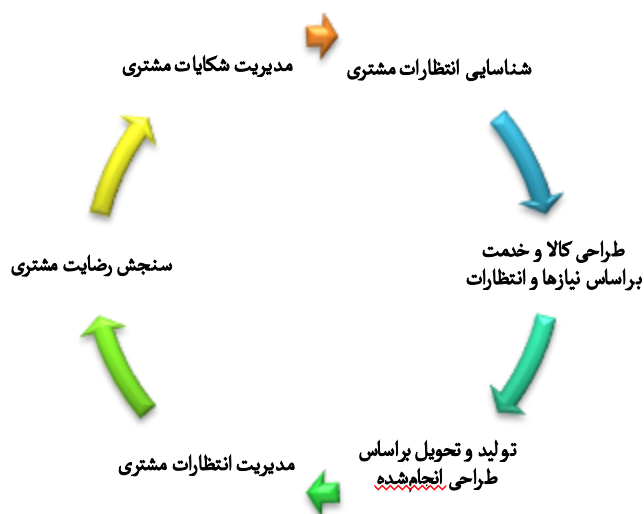 شناسایی انتظارات مشتری
طراحی کالا و خدمت
براساس نیازها و انتظارات
تولید و تحویل براساس
طراحی انجام‌شده
مدیریت انتظارات مشتری
سنجش رضایت مشتری
مدیریت شکایات مشتری